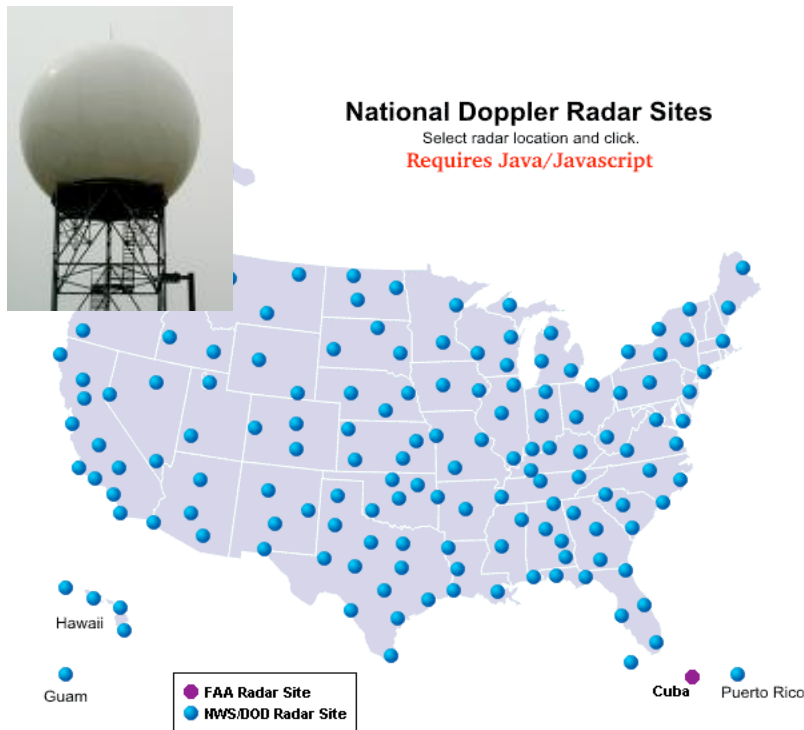 National Doppler Radar Sites
Select radar location and click.
Requires Java/Javascript
Hawaii
Guam
FAA Radar Site
NWS/DOD Radar Site
Cuba
Puerto Rico